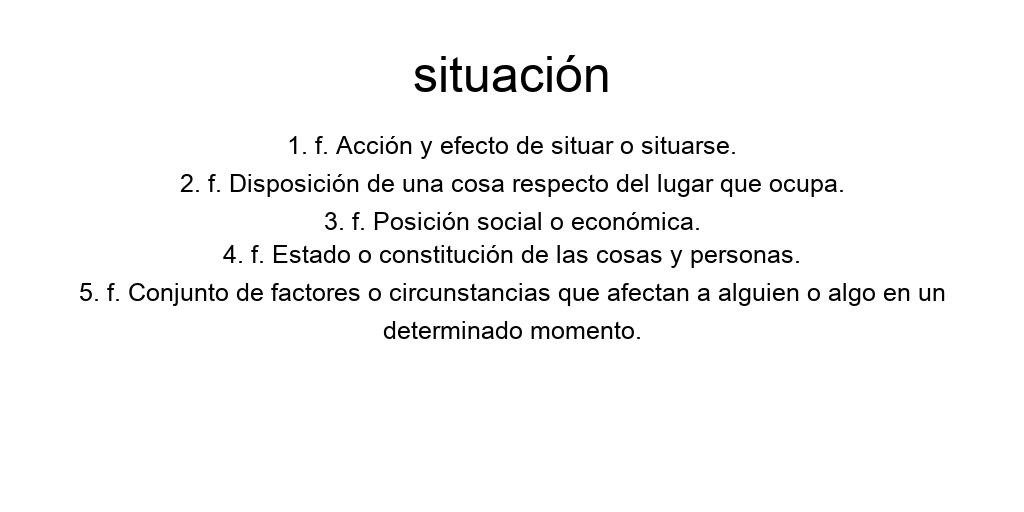 situación
1. f. Acción y efecto de situar o situarse.
2. f. Disposición de una cosa respecto del lugar que ocupa.
3. f. Posición social o económica.
4. f. Estado o constitución de las cosas y personas.
5. f. Conjunto de factores o circunstancias que afectan a alguien o algo en un
determinado momento.